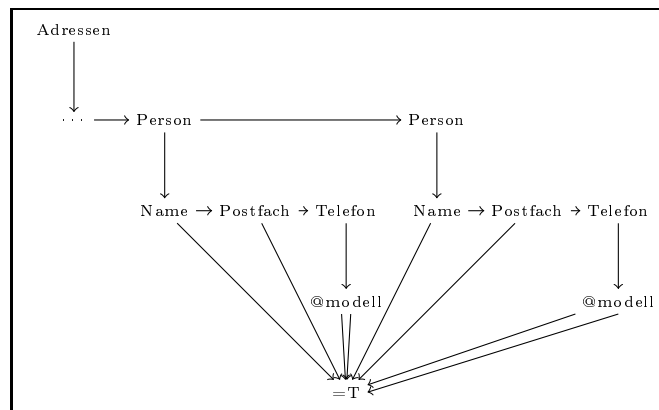 Adressen
··· Person Person
Name Postfach Telefon Name Postfach Telefon
@modell @modell
=T